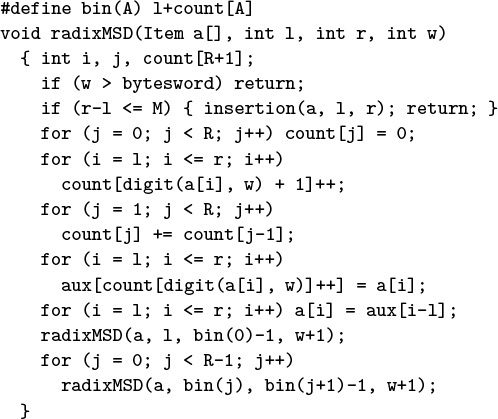 #define bin(A) l+count[A]
void radixMSD(Item a[], int l, int r, int w)
{ int i, j, count[R+1];
if (w > bytesword) return;
if (r-l <= M) { insertion(a, l, r); return; }
for (j = 0; j < R; j++) count[j] = 0;
for (i = l; i <= r; i++)
count[digit(a[i], w) + 1]++;
for (j = 1; j < R; j++)
count[j] += count[j-1];
for (i = l; i <= r; i++)
aux[count[digit(a[i], w)]++] = a[i];
for (i = l; i <= r; i++) a[i] = aux[i-l];
radixMSD(a, l, bin(0)-1, w+1);
for (j = 0; j < R-1; j++)
radixMSD(a, bin(j), bin(j+1)-1, w+1);
}